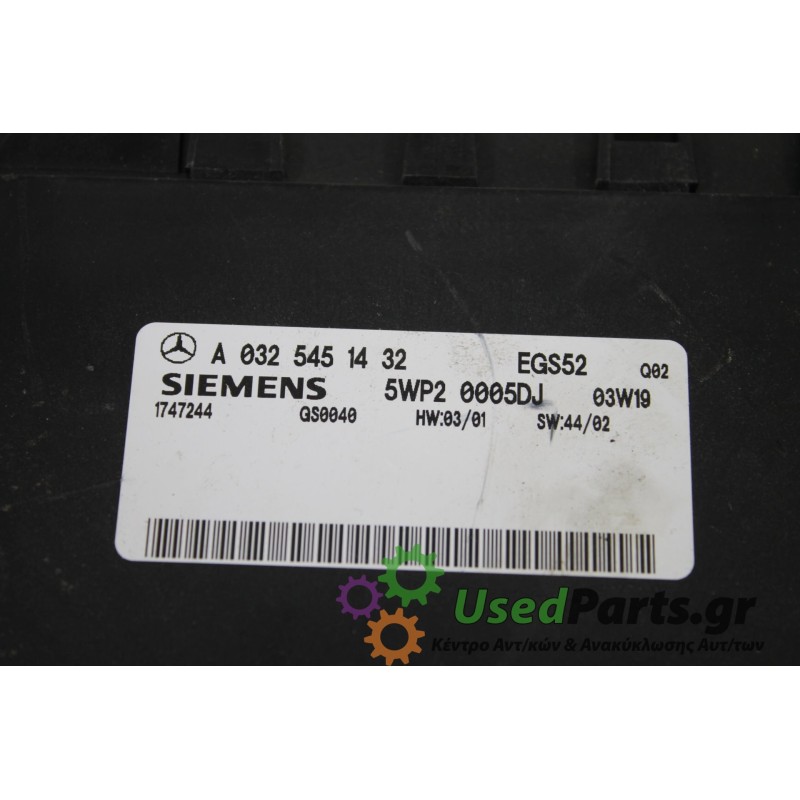 A 032 545 14 32 EGS52 Q02
SIEMENS 5WP2 0005DJ 03W19
1747244 QS0040 HW:03/01 SW:44/02
UsedParts.gr
Κέντρο Αντ/κών & Ανακύκλωσης Αυτ/των